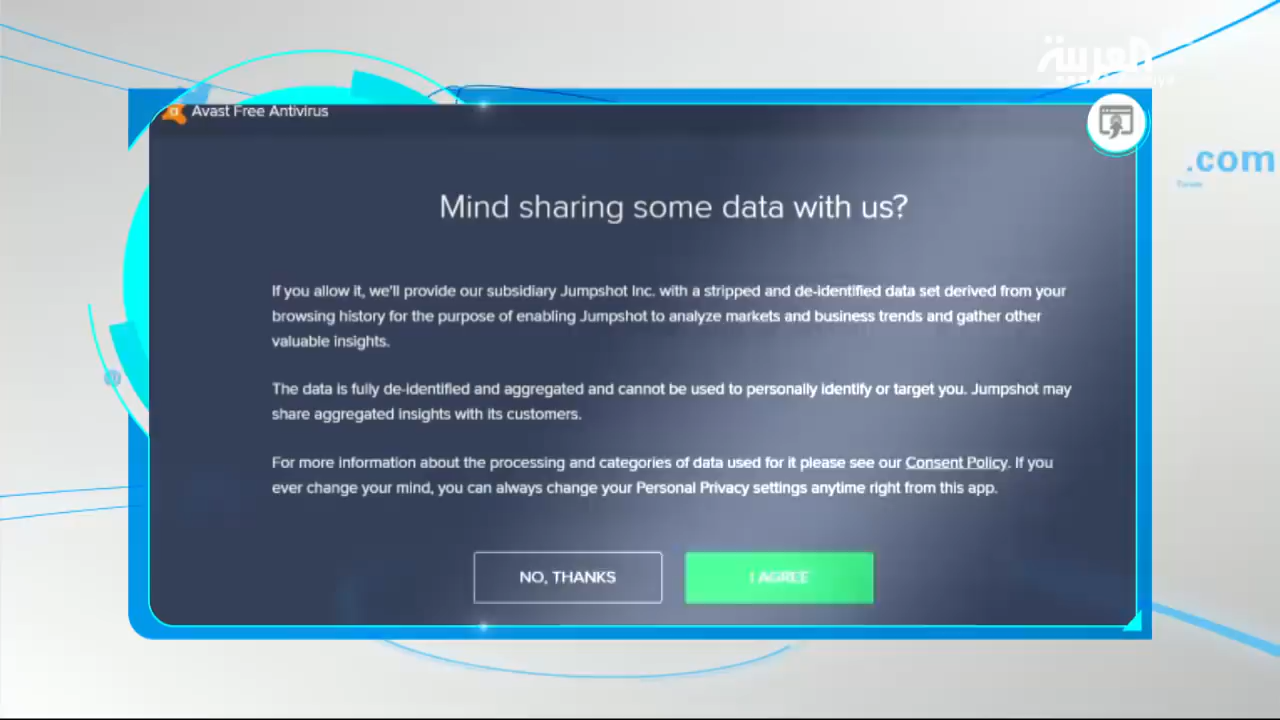 العربية
.com
Avast Free Antivirus
Mind sharing some data with us?
If you allow it, we'll provide our subsidiary Jumpshot Inc. with a stripped and de-identified data set derived from your
browsing history for the purpose of enabling Jumpshot to analyze markets and business trends and gather other
valuable insights.
The data is fully de-identified and aggregated and cannot be used to personally identify or target you. Jumpshot may
share aggregated insights with its customers.
For more information about the processing and categories of data used for it please see our Consent Policy. If you
ever change your mind, you can always change your Personal Privacy settings anytime right from this app.
NO, THANKS
I AGREE